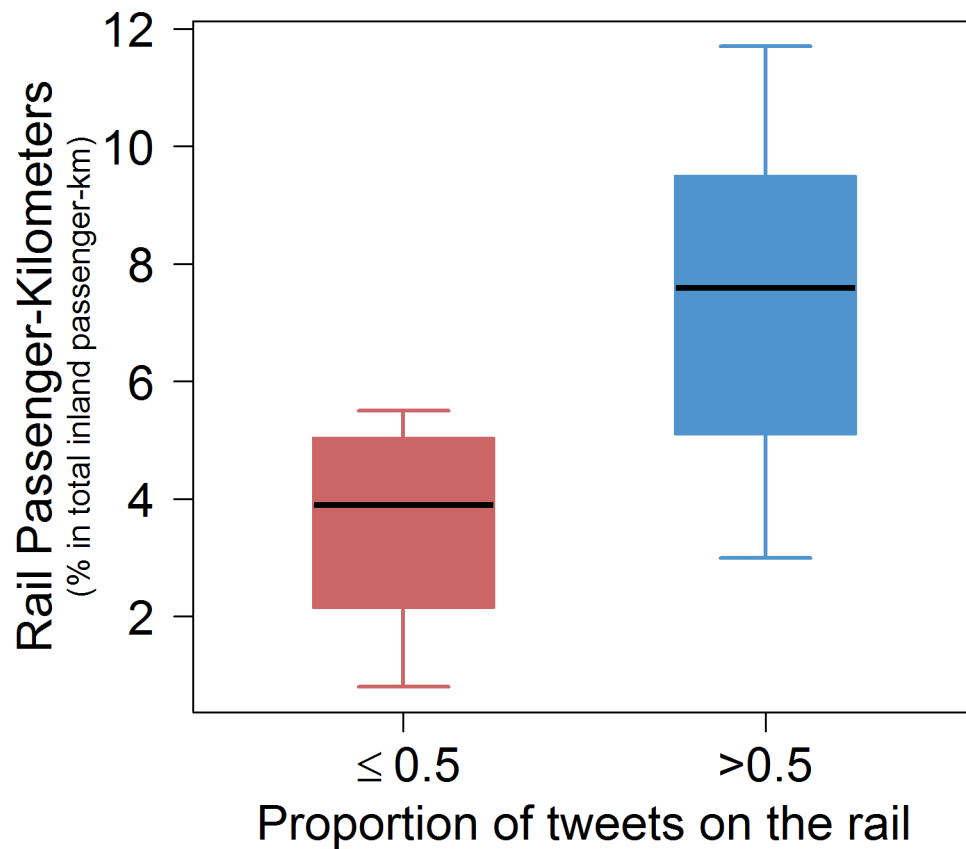 Rail Passenger-Kilometers
(% in total inland passenger-km)
12
10
8
6
4
2
≤ 0.5
>0.5
Proportion of tweets on the rail